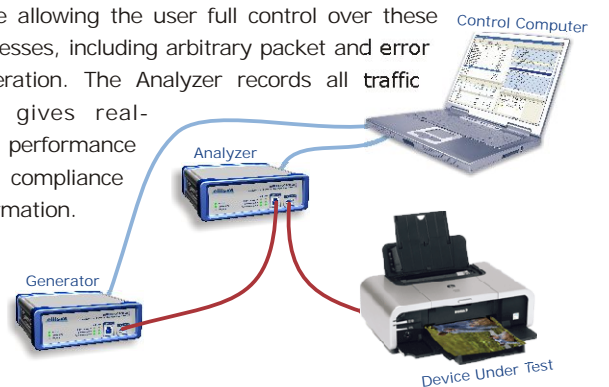 e allowing the user full control over these
esses, including arbitrary packet and error
eration. The Analyzer records all traffic
gives real-
performance
compliance
rmation.
Control Computer
Analyzer
Generator
Device Under Test